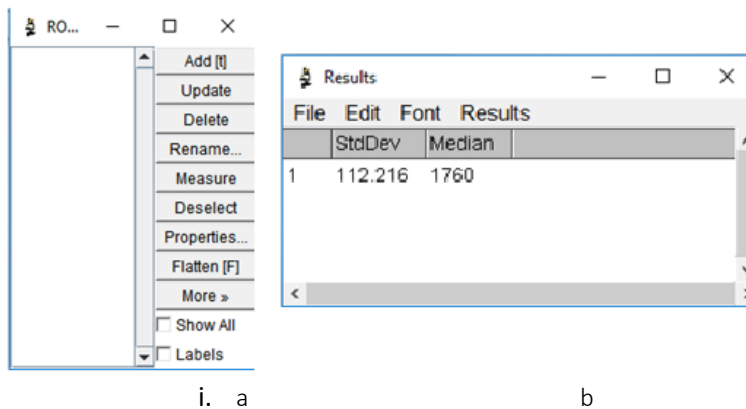 RO...
Add [t]
Update
Delete
Rename...
Measure
Deselect
Properties...
Flatten [F]
More »
Show All
Labels
Results
File Edit Font Results
StdDev Median
1 112.216 1760
i. a b